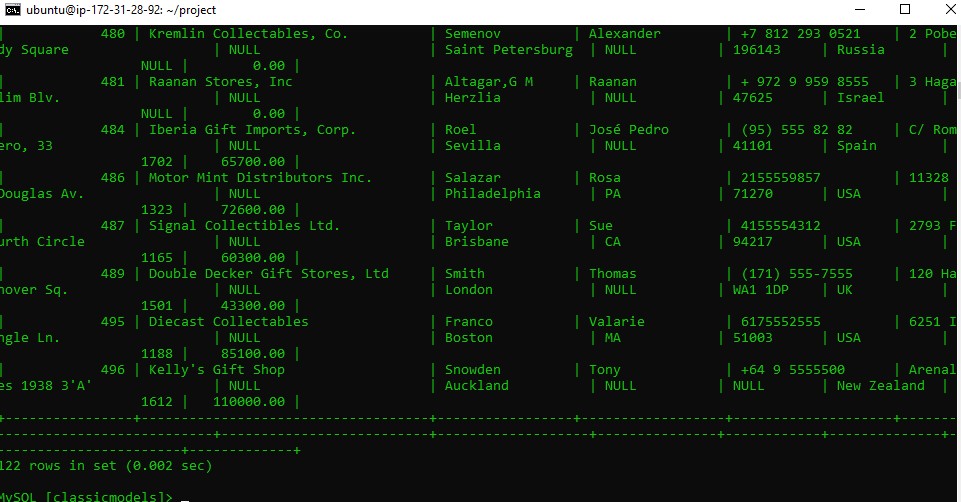 ubuntu@ip-172-31-28-92: ~/project
| 480 | Kremlin Collectables, Co. | Semenov | Alexander | +7 812 293 0521 | 2 Pobe
dy Square | NULL | Saint Petersburg | NULL | 196143 | Russia |
NULL | 0.00 |
| 481 | Raanan Stores, Inc | Altagar,G M | Raanan | + 972 9 959 8555 | 3 Haga
lim Blv. | NULL | Herzlia | NULL | 47625 | Israel |
NULL | 0.00 |
| 484 | Iberia Gift Imports, Corp. | Roel | José Pedro | (95) 555 82 82 | C/ Rom
ero, 33 | NULL | Sevilla | NULL | 41101 | Spain |
1702 | 65700.00 |
| 486 | Motor Mint Distributors Inc. | Salazar | Rosa | 2155559857 | 11328
Douglas Av. | NULL | Philadelphia | PA | 71270 | USA |
1323 | 72600.00 |
| 487 | Signal Collectibles Ltd. | Taylor | Sue | 4155554312 | 2793 F
urth Circle | NULL | Brisbane | CA | 94217 | USA |
1165 | 60300.00 |
| 489 | Double Decker Gift Stores, Ltd | Smith | Thomas | (171) 555-7555 | 120 Ha
nover Sq. | NULL | London | NULL | WA1 1DP | UK |
1501 | 43300.00 |
| 495 | Diecast Collectables | Franco | Valarie | 6175552555 | 6251 I
ngle Ln. | NULL | Boston | MA | 51003 | USA |
1188 | 85100.00 |
| 496 | Kelly's Gift Shop | Snowden | Tony | +64 9 5555500 | Arenal
es 1938 3'A' | NULL | Auckland | NULL | NULL | New Zealand |
1612 | 110000.00 |
122 rows in set (0.002 sec)
MySQL [classicmodels]> _